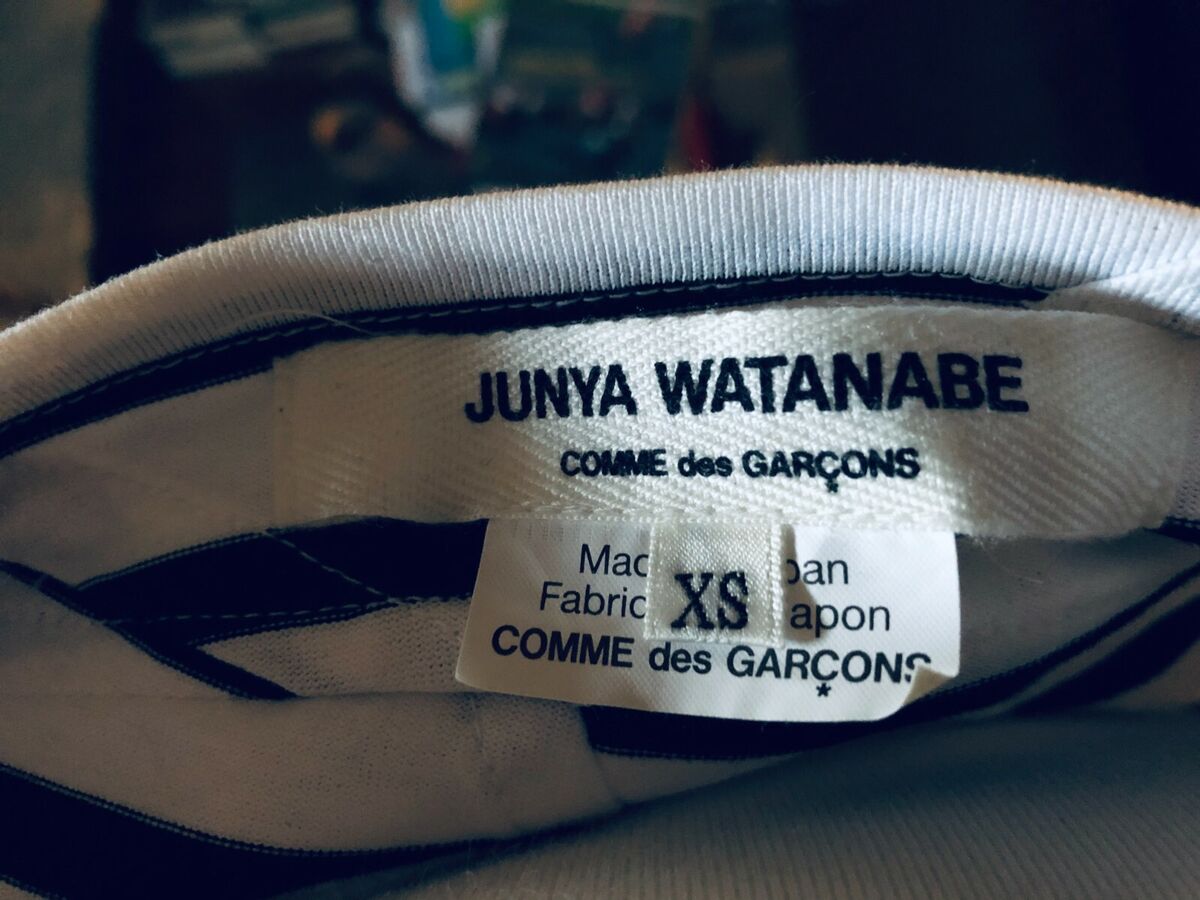 JUNYA WATANABE
COMME des GARÇONS
Mad pan
XS
Fabric apon
COMME des GARÇONS